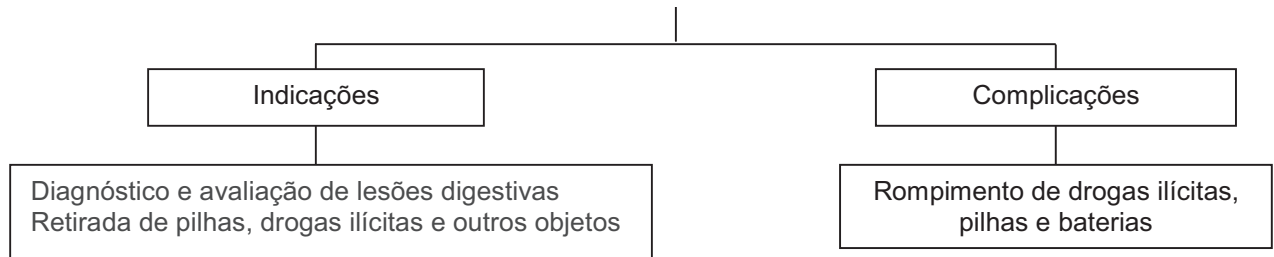 Indicações
Complicações
Diagnóstico e avaliação de lesões digestivas
Retirada de pilhas, drogas ilícitas e outros objetos
Rompimento de drogas ilícitas,
pilhas e baterias